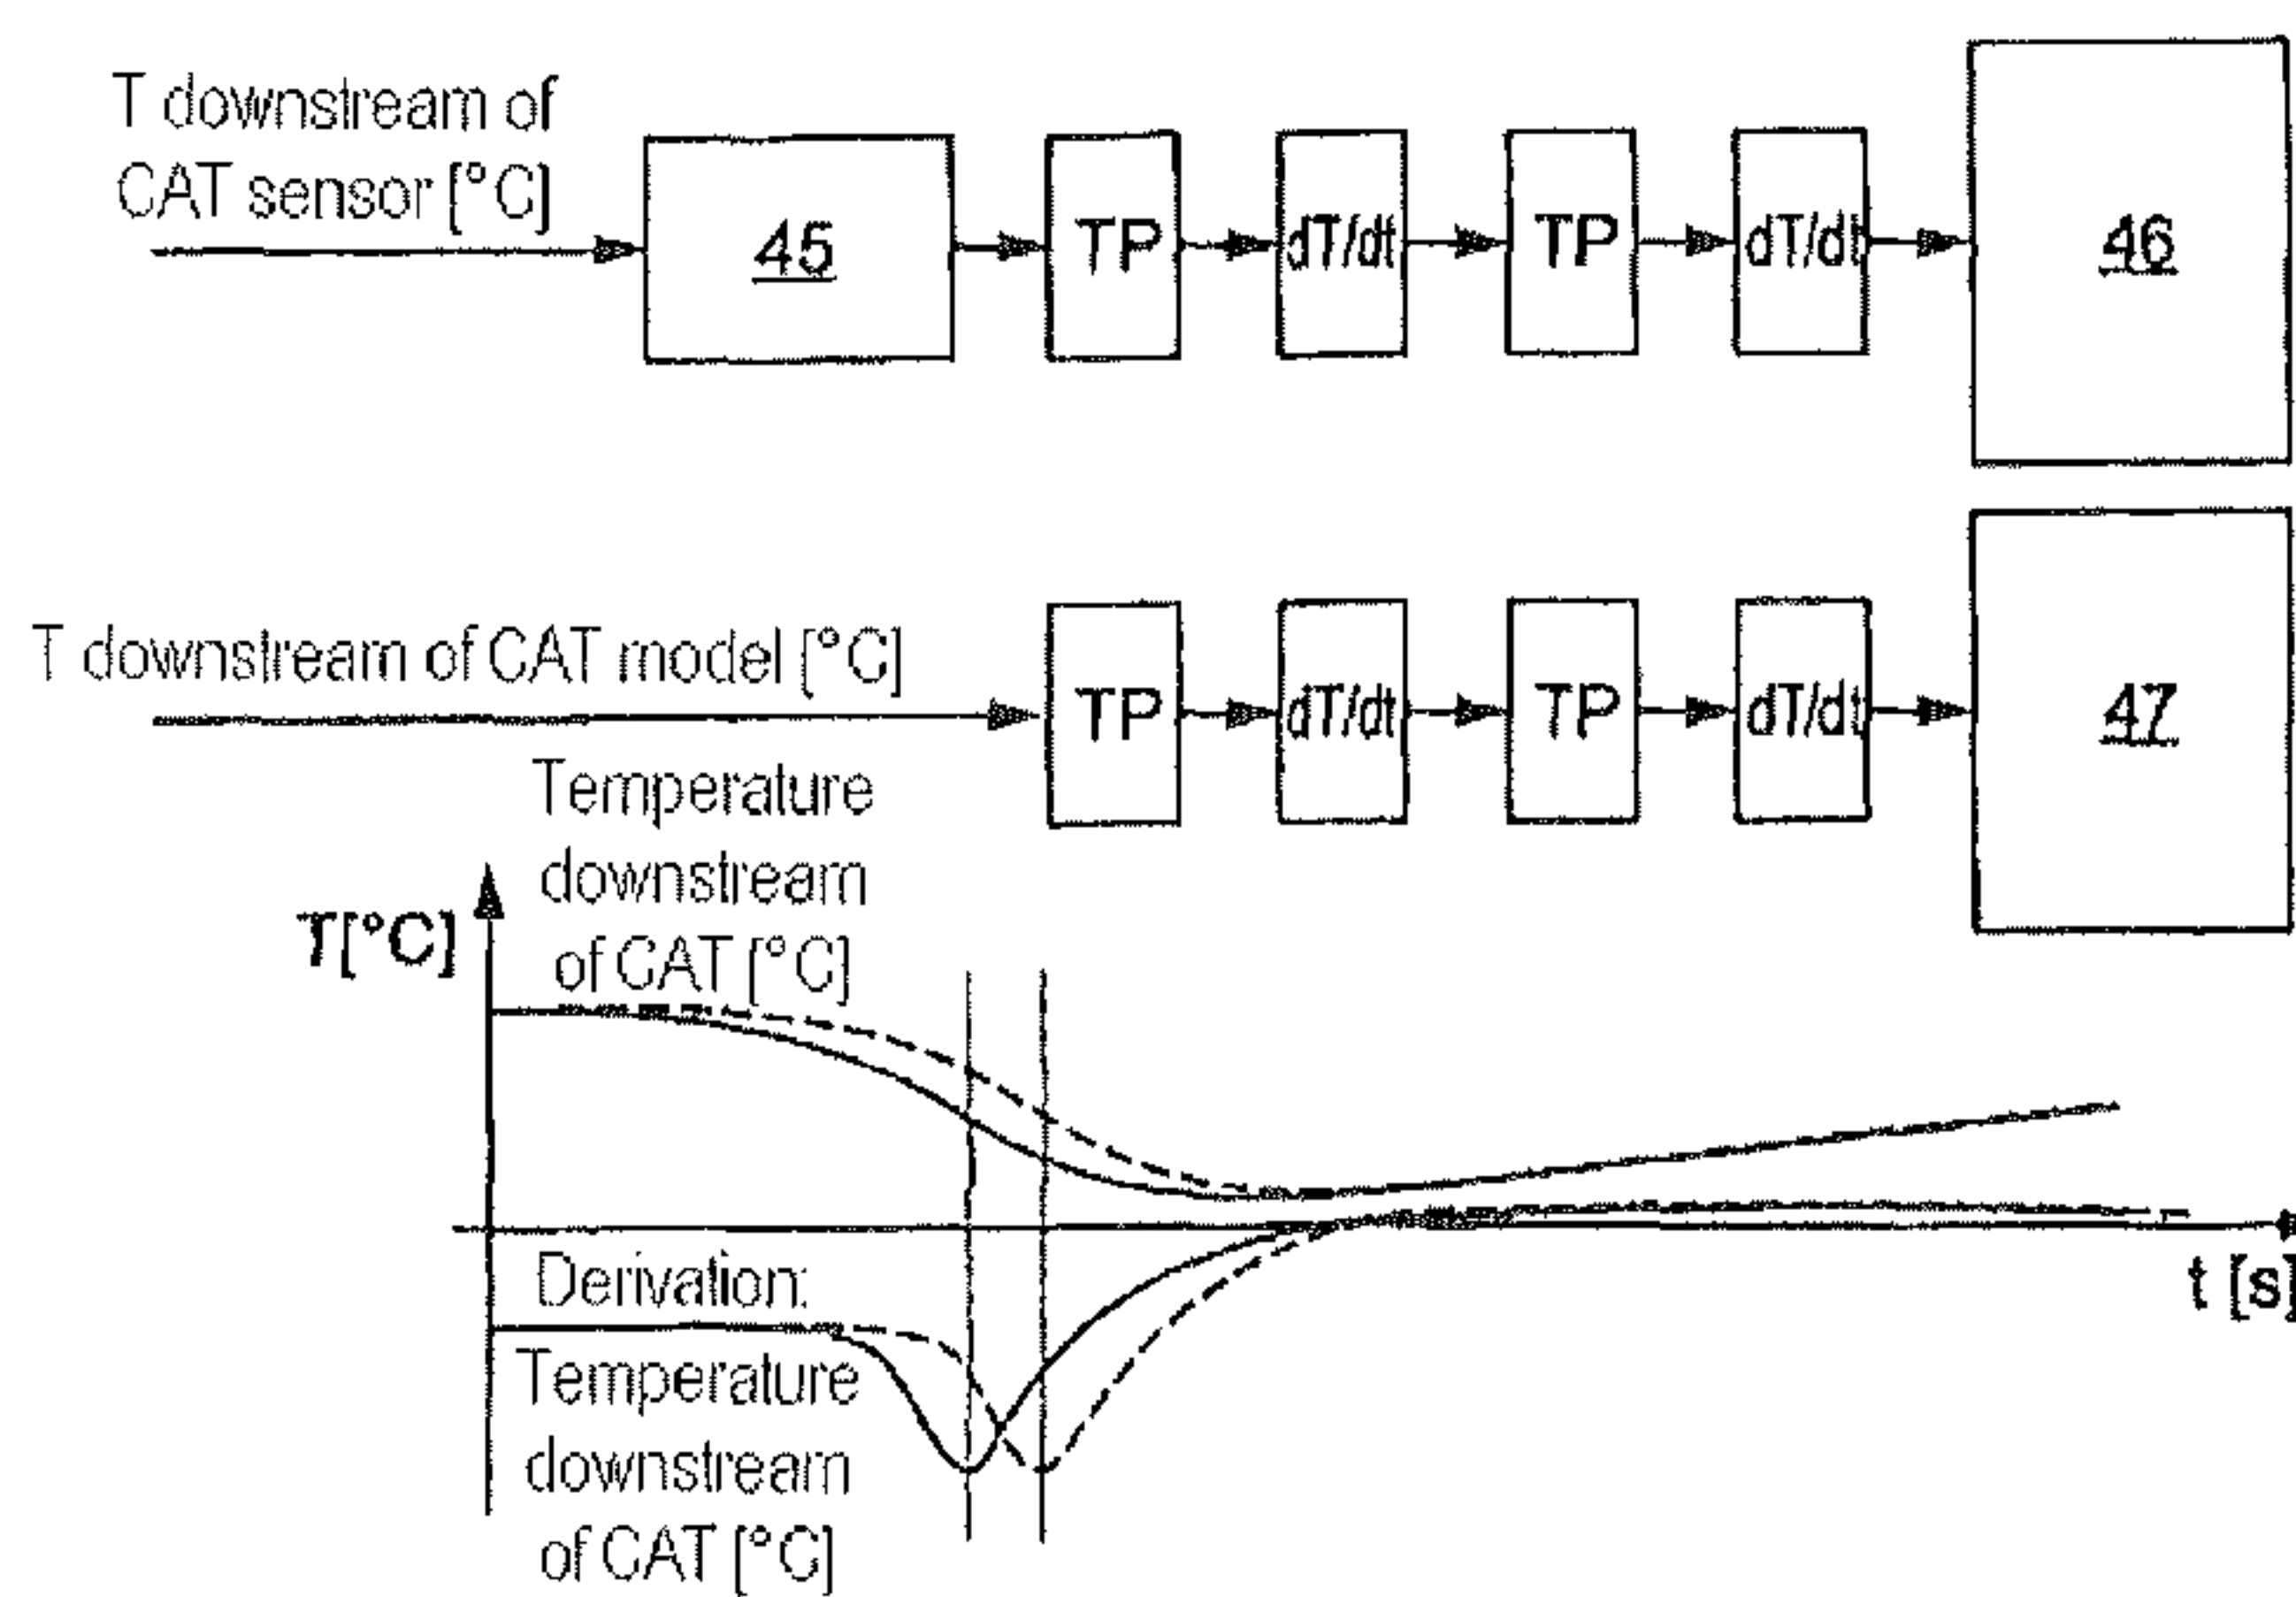 T downstream of
CAT sensor [°C]
45
TP
dT/dt
TP
dT/dt
46
T downstream of CAT model [°C]
TP
dT/dt
TP
dT/dt
47
Temperature
downstream
of CAT [°C]
T[°C]
t [s]
Derivation:
Temperature
downstream
of CAT [°C]